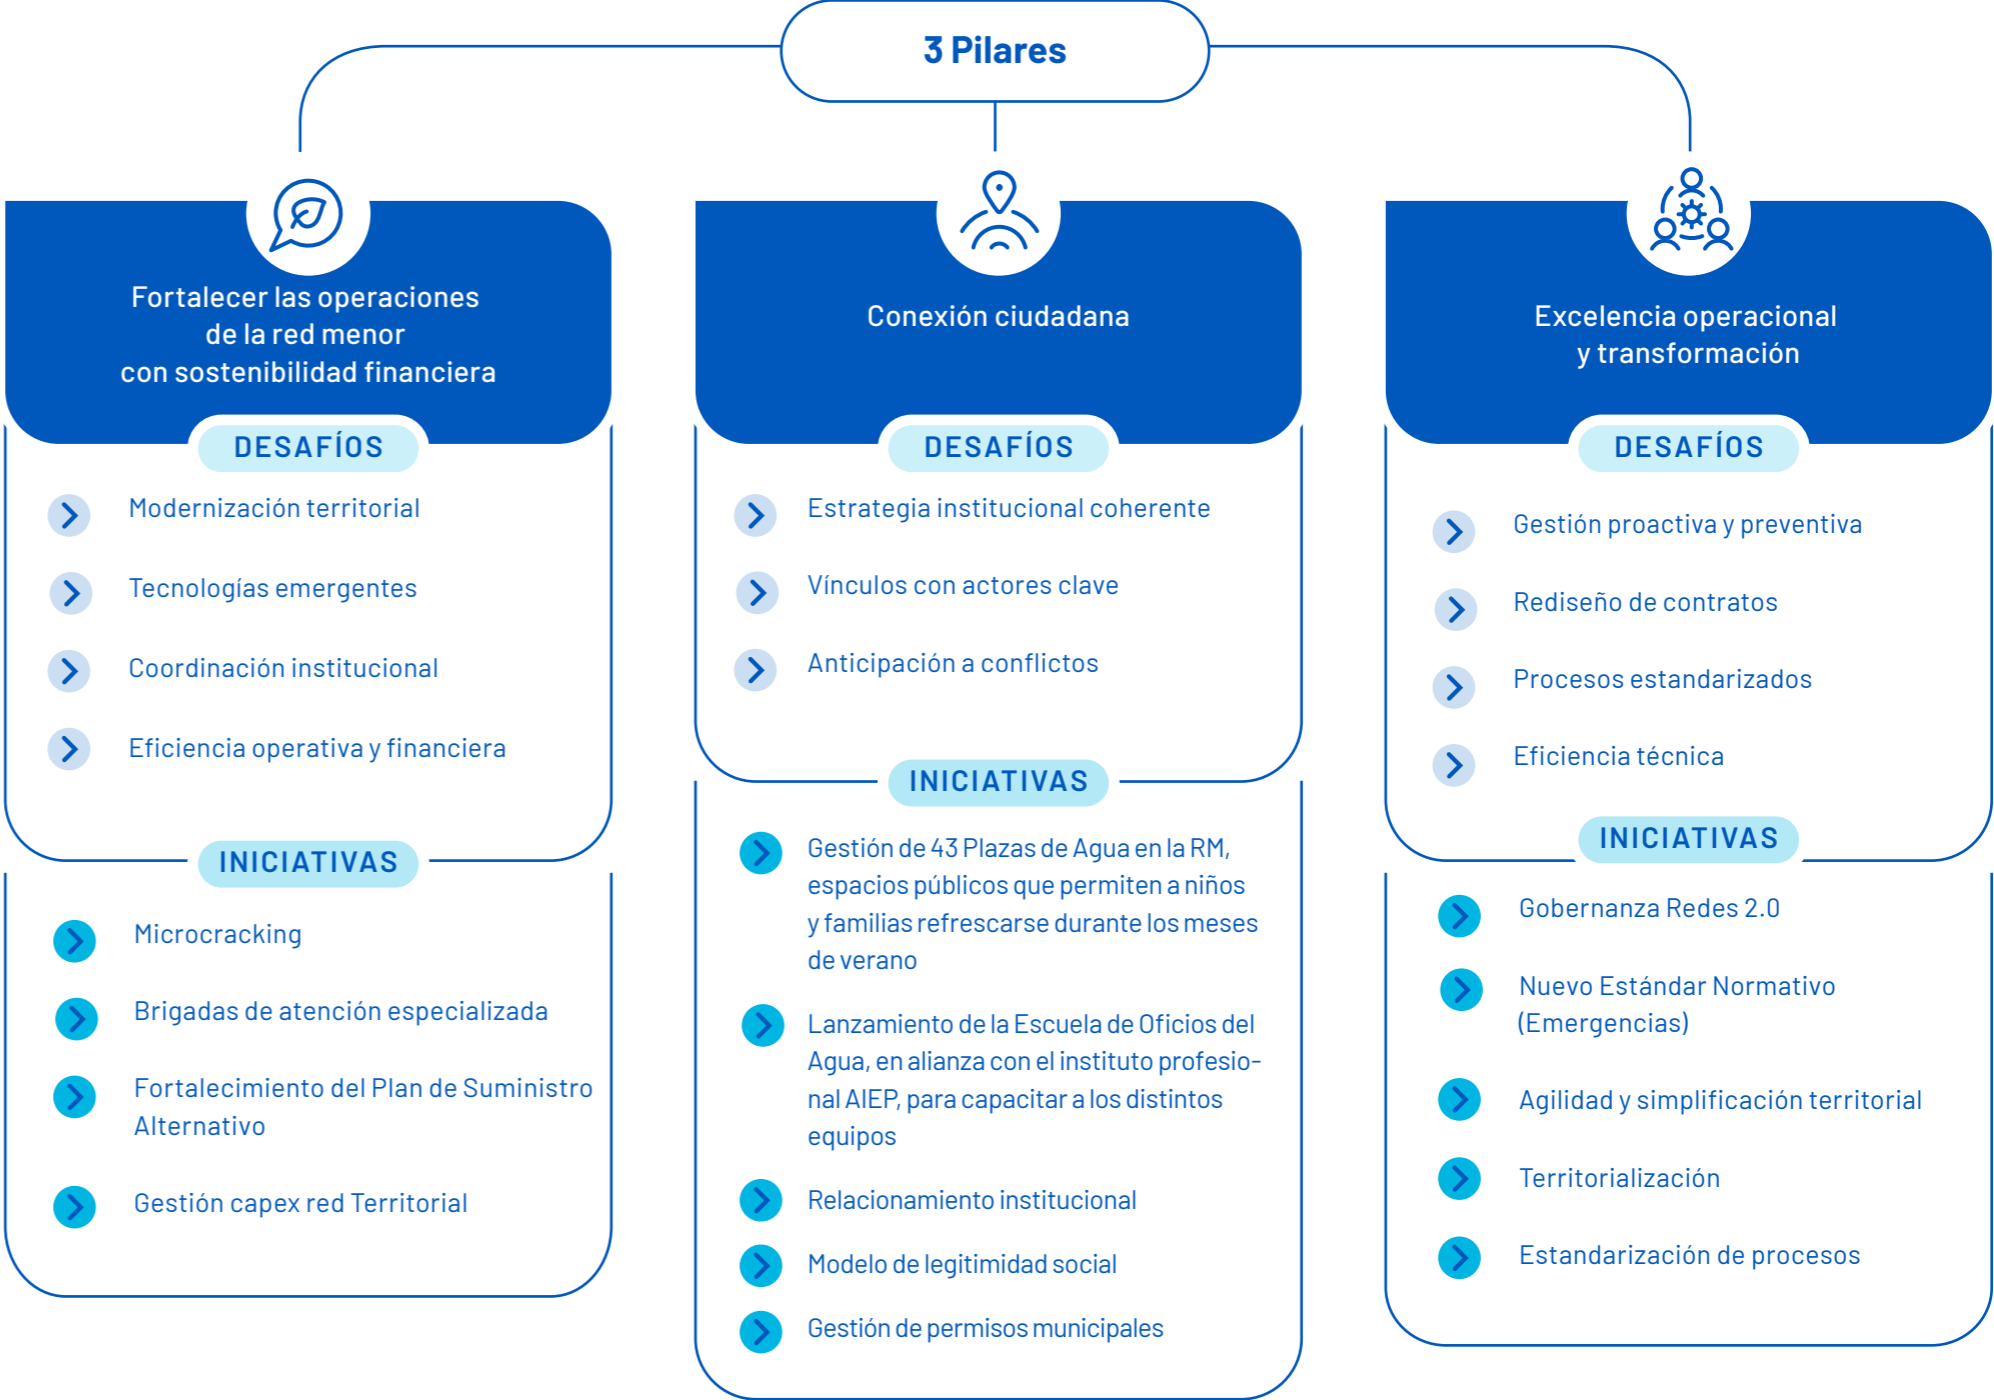 3 Pilares
Fortalecer las operaciones
de la red menor
con sostenibilidad financiera
DESAFÍOS
Modernización territorial
Tecnologías emergentes
Coordinación institucional
Eficiencia operativa y financiera
INICIATIVAS
Microcracking
Brigadas de atención especializada
Fortalecimiento del Plan de Suministro
Alternativo
Gestión capex red Territorial
Conexión ciudadana
DESAFÍOS
Estrategia institucional coherente
Vínculos con actores clave
Anticipación a conflictos
INICIATIVAS
Gestión de 43 Plazas de Agua en la RM,
espacios públicos que permiten a niños
y familias refrescarse durante los meses
de verano
Lanzamiento de la Escuela de Oficios del
Agua, en alianza con el instituto profesio-
nal AIEP, para capacitar a los distintos
equipos
Relacionamiento institucional
Modelo de legitimidad social
Gestión de permisos municipales
Excelencia operacional
y transformación
DESAFÍOS
Gestión proactiva y preventiva
Rediseño de contratos
Procesos estandarizados
Eficiencia técnica
INICIATIVAS
Gobernanza Redes 2.0
Nuevo Estándar Normativo
(Emergencias)
Agilidad y simplificación territorial
Territorialización
Estandarización de procesos